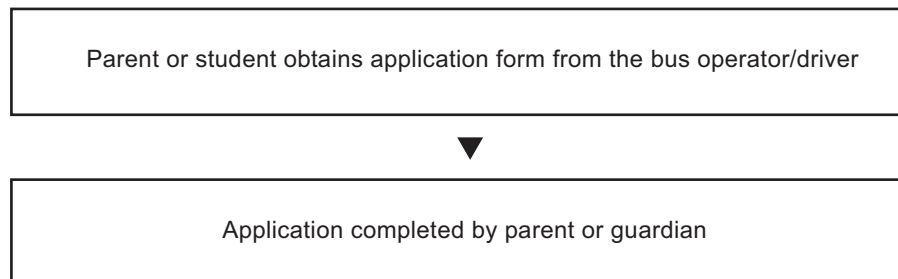 Parent or student obtains application form from the bus operator/driver
Application completed by parent or guardian